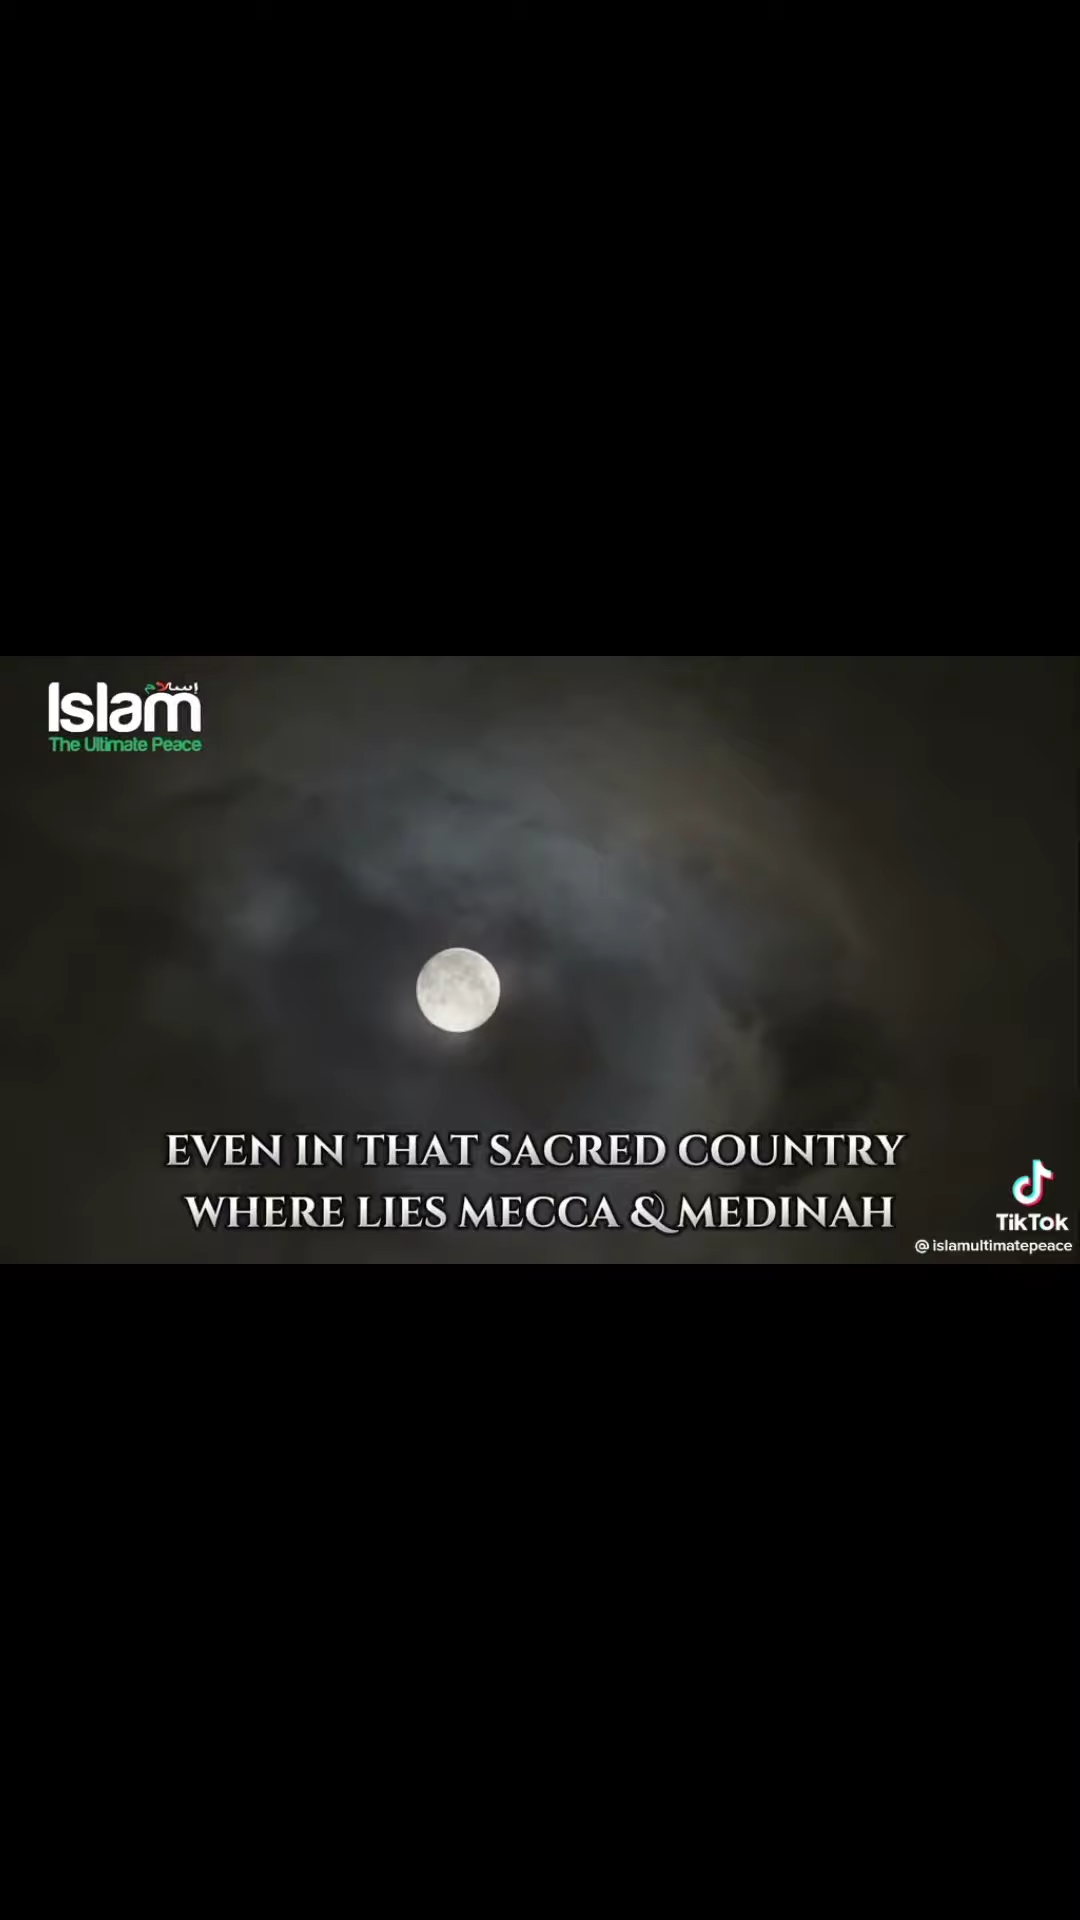 إسلام
Islam
The Ultimate Peace
EVEN IN THAT SACRED COUNTRY
WHERE LIES MECCA & MEDINAH
TikTok
@islamultimatepeace